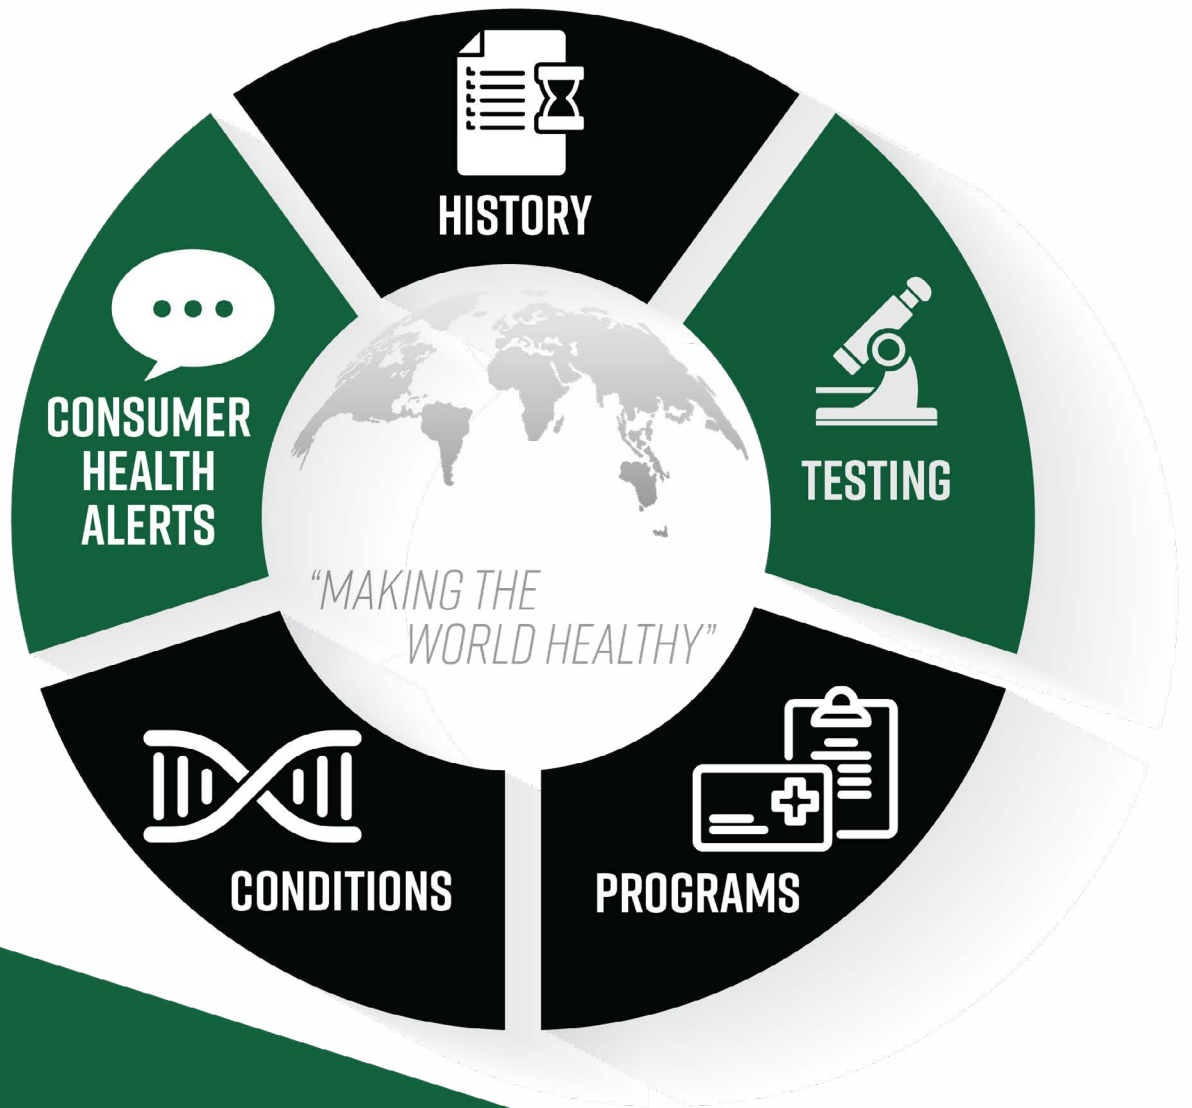 HISTORY
TESTING
CONSUMER
HEALTH
ALERTS
“MAKING THE
WORLD HEALTHY”
CONDITIONS
PROGRAMS